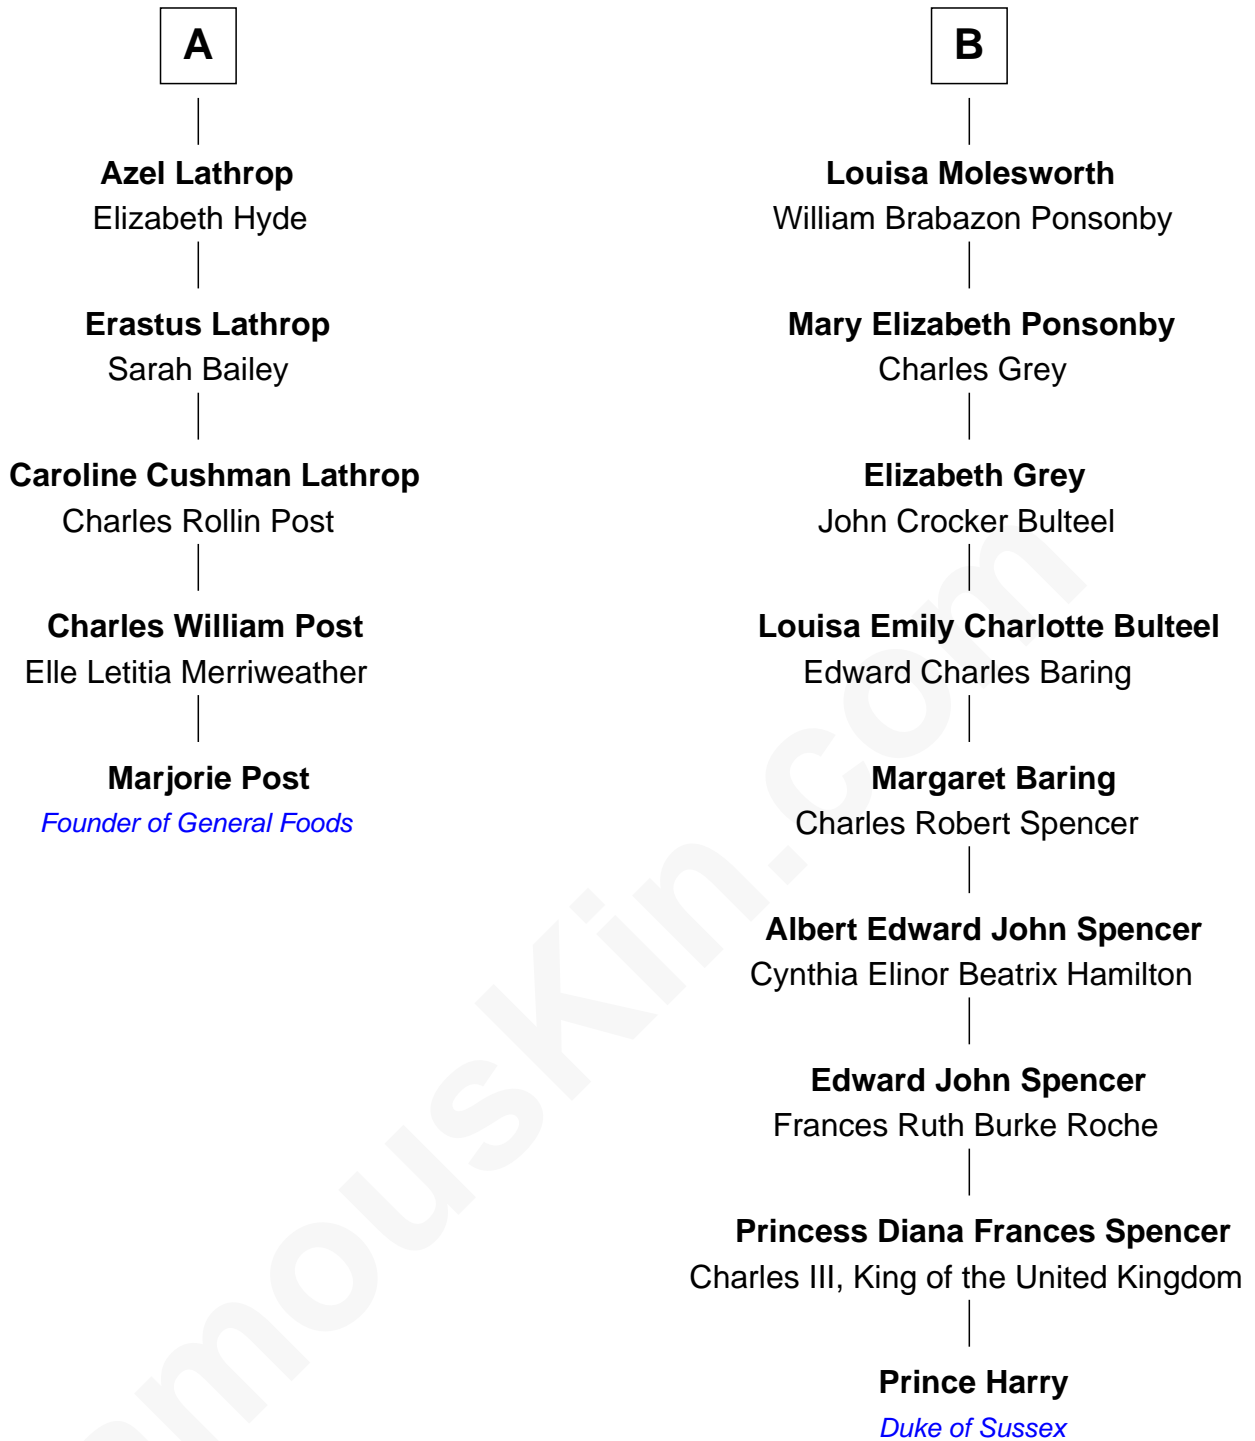 A
Azel Lathrop
Elizabeth Hyde
Erastus Lathrop
Sarah Bailey
Caroline Cushman Lathrop
Charles Rollin Post
Charles William Post
Elle Letitia Merriweather
Marjorie Post
Founder of General Foods
B
Louisa Molesworth
William Brabazon Ponsonby
Mary Elizabeth Ponsonby
Charles Grey
Elizabeth Grey
John Crocker Bulteel
Louisa Emily Charlotte Bulteel
Edward Charles Baring
Margaret Baring
Charles Robert Spencer
Albert Edward John Spencer
Cynthia Elinor Beatrix Hamilton
Edward John Spencer
Frances Ruth Burke Roche
Princess Diana Frances Spencer
Charles III, King of the United Kingdom
Prince Harry
Duke of Sussex
amousKin.com